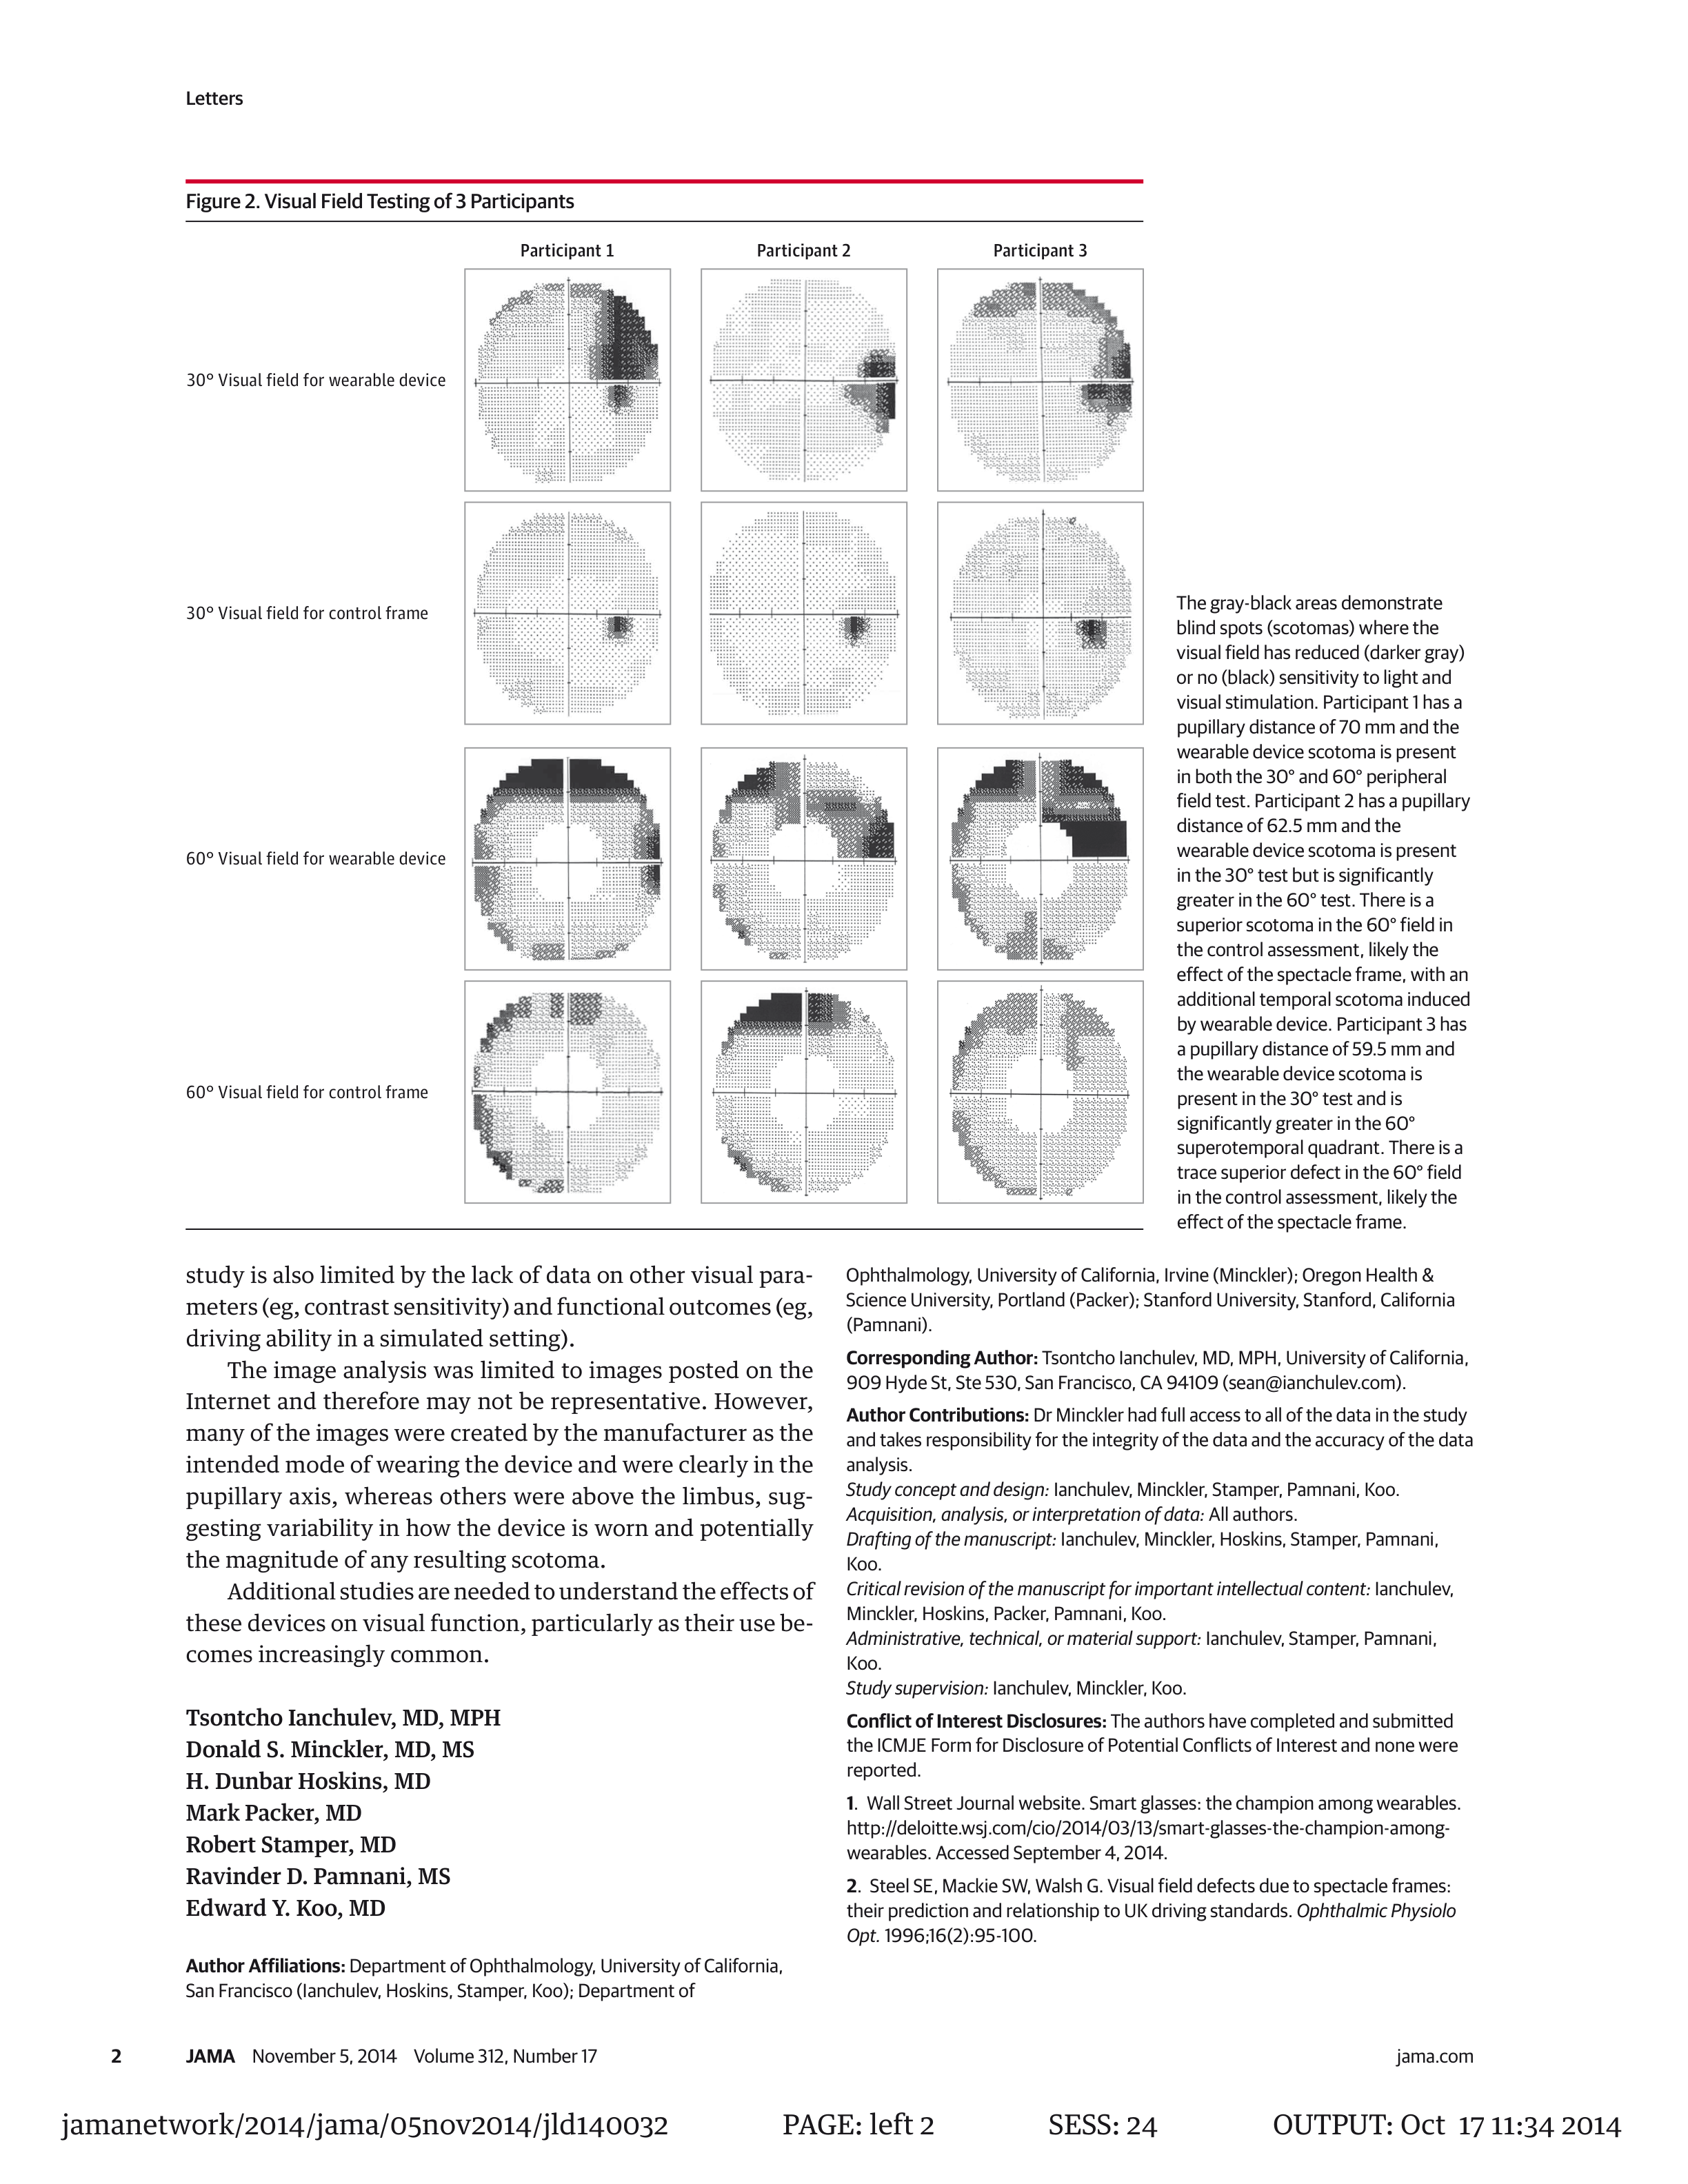 Letters
Figure 2. Visual Field Testing of 3 Participants
Participant 1
Participant 2
Participant 3
30° Visual field for wearable device
30° Visual field for control frame
60° Visual field for wearable device
60° Visual field for control frame
The gray-black areas demonstrate
blind spots (scotomas) where the
visual field has reduced (darker gray)
or no (black) sensitivity to light and
visual stimulation. Participant 1 has a
pupillary distance of 70 mm and the
wearable device scotoma is present
in both the 30° and 60° peripheral
field test. Participant 2 has a pupillary
distance of 62.5 mm and the
wearable device scotoma is present
in the 30° test but is significantly
greater in the 60° test. There is a
superior scotoma in the 60° field in
the control assessment, likely the
effect of the spectacle frame, with an
additional temporal scotoma induced
by wearable device. Participant 3 has
a pupillary distance of 59.5 mm and
the wearable device scotoma is
present in the 30° test and is
significantly greater in the 60°
superotemporal quadrant. There is a
trace superior defect in the 60° field
in the control assessment, likely the
effect of the spectacle frame.
study is also limited by the lack of data on other visual para-
meters (eg, contrast sensitivity) and functional outcomes (eg,
driving ability in a simulated setting).
The image analysis was limited to images posted on the
Internet and therefore may not be representative. However,
many of the images were created by the manufacturer as the
intended mode of wearing the device and were clearly in the
pupillary axis, whereas others were above the limbus, sug-
gesting variability in how the device is worn and potentially
the magnitude of any resulting scotoma.
Additional studies are needed to understand the effects of
these devices on visual function, particularly as their use be-
comes increasingly common.
Tsontcho Ianchulev, MD, MPH
Donald S. Minckler, MD, MS
H. Dunbar Hoskins, MD
Mark Packer, MD
Robert Stamper, MD
Ravinder D. Pamnani, MS
Edward Y. Koo, MD
Author Affiliations: Department of Ophthalmology, University of California,
San Francisco (Ianchulev, Hoskins, Stamper, Koo); Department of
Ophthalmology, University of California, Irvine (Minckler); Oregon Health &
Science University, Portland (Packer); Stanford University, Stanford, California
(Pamnani).
Corresponding Author: Tsontcho Ianchulev, MD, MPH, University of California,
909 Hyde St, Ste 530, San Francisco, CA 94109 (sean@ianchulev.com).
Author Contributions: Dr Minckler had full access to all of the data in the study
and takes responsibility for the integrity of the data and the accuracy of the data
analysis.
Study concept and design: Ianchulev, Minckler, Stamper, Pamnani, Koo.
Acquisition, analysis, or interpretation of data: All authors.
Drafting of the manuscript: Ianchulev, Minckler, Hoskins, Stamper, Pamnani,
Koo.
Critical revision of the manuscript for important intellectual content: Ianchulev,
Minckler, Hoskins, Packer, Pamnani, Koo.
Administrative, technical, or material support: Ianchulev, Stamper, Pamnani,
Koo.
Study supervision: Ianchulev, Minckler, Koo.
Conflict of Interest Disclosures: The authors have completed and submitted
the ICMJE Form for Disclosure of Potential Conflicts of Interest and none were
reported.
1. Wall Street Journal website. Smart glasses: the champion among wearables.
http://deloitte.wsj.com/cio/2014/03/13/smart-glasses-the-champion-among-
wearables. Accessed September 4, 2014.
2. Steel SE, Mackie SW, Walsh G. Visual field defects due to spectacle frames:
their prediction and relationship to UK driving standards. Ophthalmic Physiolo
Opt. 1996;16(2):95-100.
2 JAMA November 5, 2014 Volume 312, Number 17 jama.com
jamanetwork/2014/jama/05nov2014/jld140032 PAGE: left 2 SESS: 24 OUTPUT: Oct 17 11:34 2014